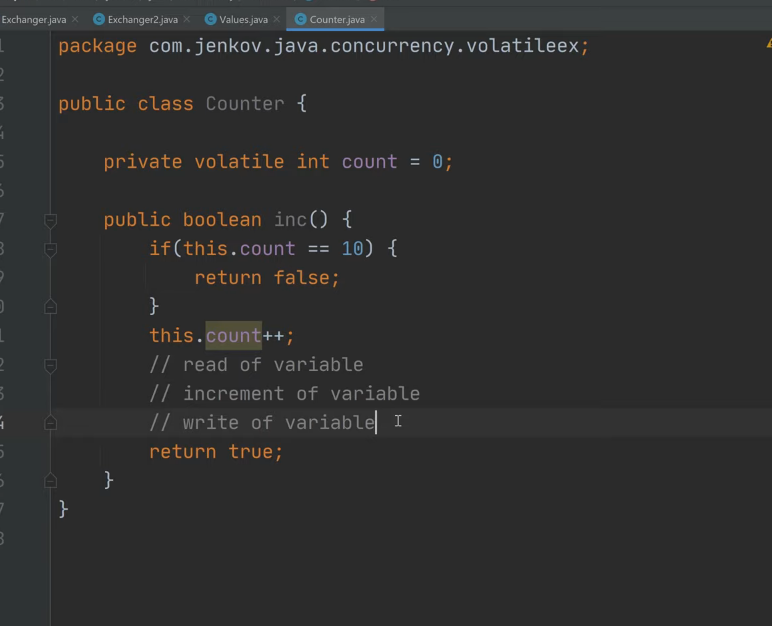 Exchanger.java × Exchanger2.java × Values.java × Counter.java ×
package com.jenkov.java.concurrency.volatileex;
public class Counter {
private volatile int count = 0;
public boolean inc() {
if(this.count == 10) {
return false;
}
this.count++;
// read of variable
// increment of variable
// write of variable
return true;
}
}